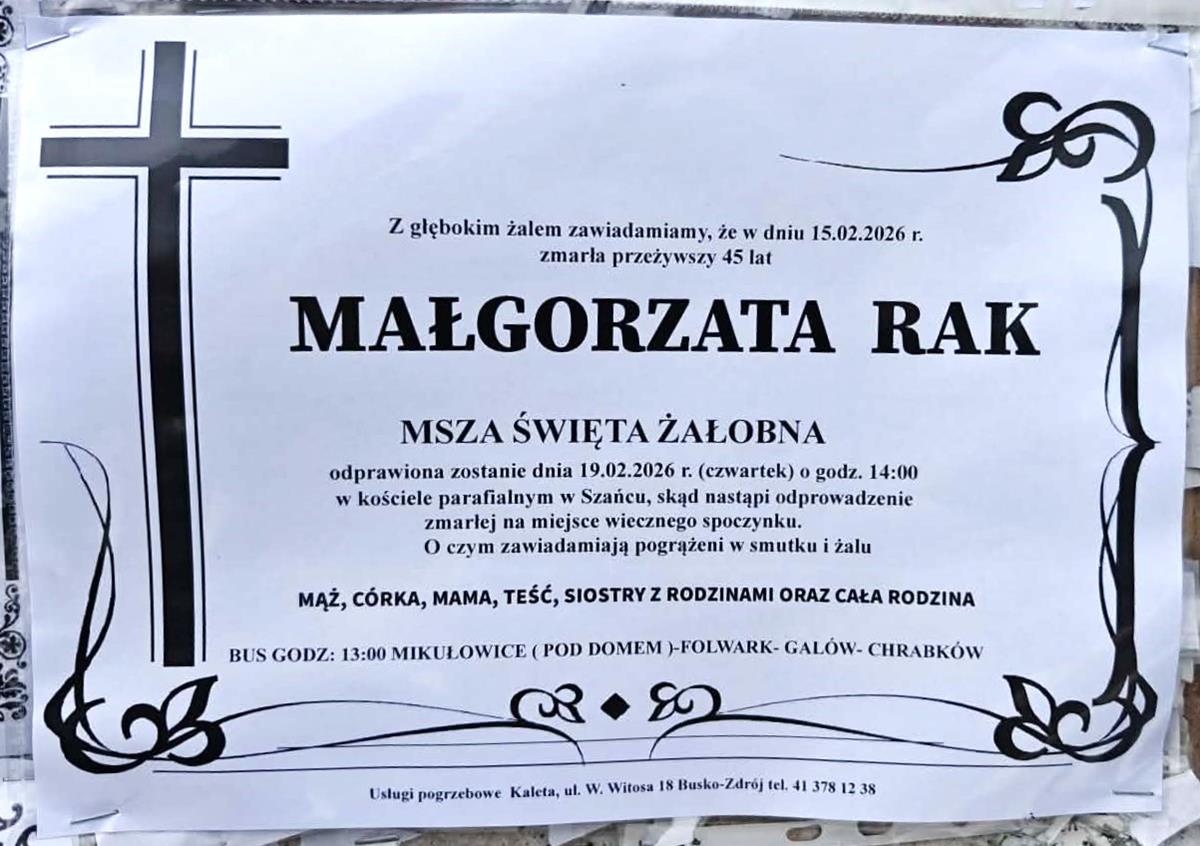 Z głębokim żalem zawiadamiamy, że w dniu 15.02.2026 r.
zmarła przeżywszy 45 lat
MAŁGORZATA RAK
MSZA ŚWIĘTA ŻAŁOBNA
odprawiona zostanie dnia 19.02.2026 r. (czwartek) o godz. 14:00
w kościele parafialnym w Szańcu, skąd nastąpi odprowadzenie
zmarłej na miejsce wiecznego spoczynku.
O czym zawiadamiają pogrążeni w smutku i żalu
MĄŻ, CÓRKA, MAMA, TEŚĆ, SIOSTRY Z RODZINAMI ORAZ CAŁA RODZINA
BUS GODZ: 13:00 MIKUŁOWICE ( POD DOMEM )-FOLWARK- GALÓW- CHRABKÓW
Usługi pogrzebowe Kaleta, ul. W. Witosa 18 Busko-Zdrój tel. 41 378 12 38